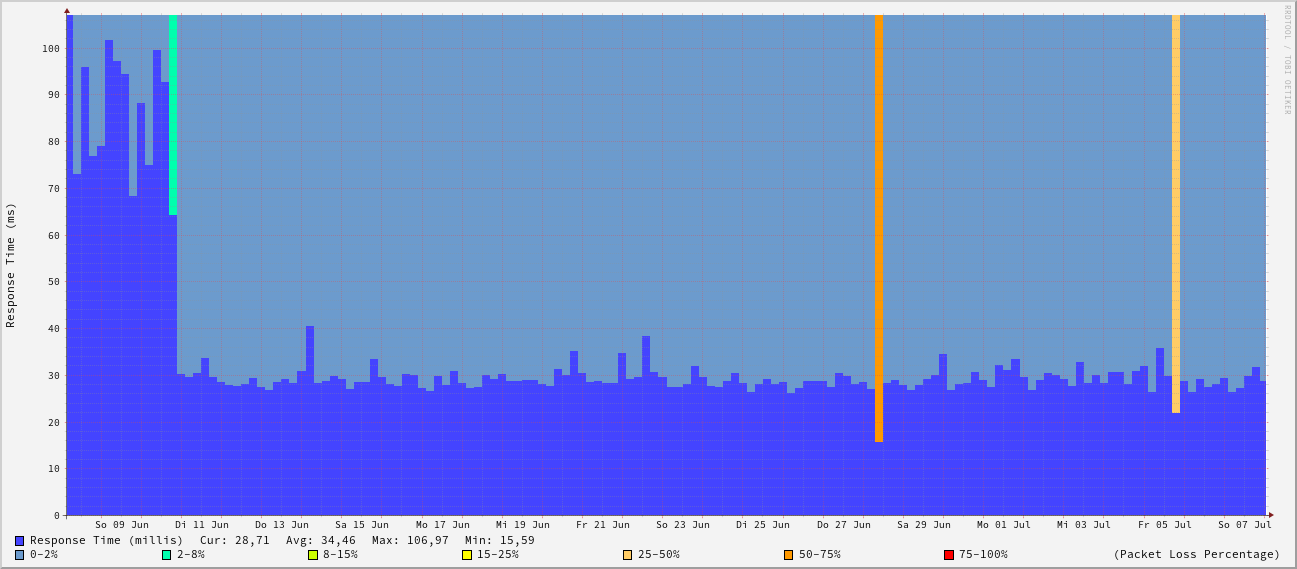 RRDTOOL / TOBI OETIKER
Response Time (ms)
100
90
80
70
60
50
40
30
20
10
0
So 09 Jun Di 11 Jun Do 13 Jun Sa 15 Jun Mo 17 Jun Mi 19 Jun Fr 21 Jun So 23 Jun Di 25 Jun Do 27 Jun Sa 29 Jun Mo 01 Jul Mi 03 Jul Fr 05 Jul So 07 Jul
Response Time (millis) Cur: 28,71 Avg: 34,46 Max: 106,97 Min: 15,59
0-2% 2-8% 8-15% 15-25% 25-50% 50-75% 75-100% (Packet Loss Percentage)